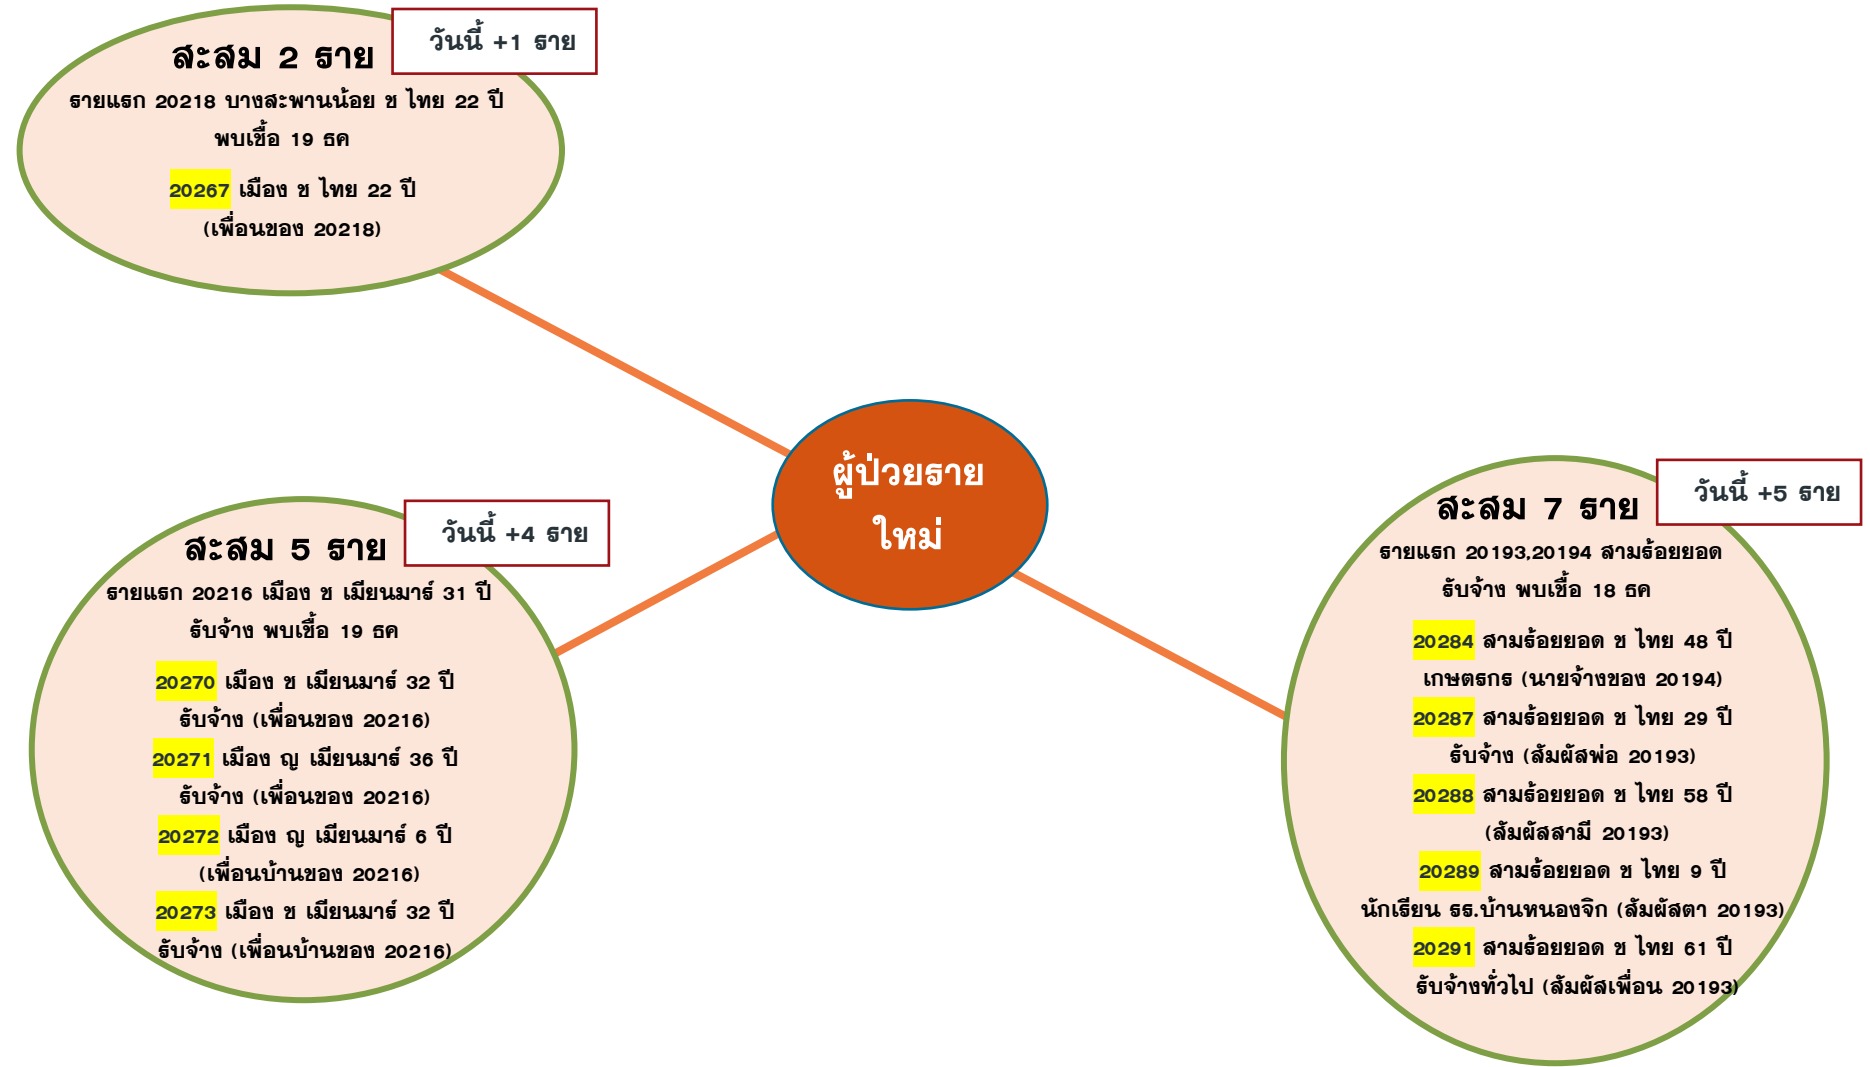 สะสม 2 ราย
วันนี้ +1 ราย
รายแรก 20218 บางสะพานน้อย ช ไทย 22 ปี
พบเชื้อ 19 ธค
20267 เมือง ช ไทย 22 ปี
(เพื่อนของ 20218)
ผู้ป่วยราย
ใหม่
สะสม 5 ราย
วันนี้ +4 ราย
รายแรก 20216 เมือง ช เมียนมาร์ 31 ปี
รับจ้าง พบเชื้อ 19 ธค
20270 เมือง ช เมียนมาร์ 32 ปี
รับจ้าง (เพื่อนของ 20216)
20271 เมือง ญ เมียนมาร์ 36 ปี
รับจ้าง (เพื่อนของ 20216)
20272 เมือง ญ เมียนมาร์ 6 ปี
(เพื่อนบ้านของ 20216)
20273 เมือง ช เมียนมาร์ 32 ปี
รับจ้าง (เพื่อนบ้านของ 20216)
สะสม 7 ราย
วันนี้ +5 ราย
รายแรก 20193,20194 สามร้อยยอด
รับจ้าง พบเชื้อ 18 ธค
20284 สามร้อยยอด ช ไทย 48 ปี
เกษตรกร (นายจ้างของ 20194)
20287 สามร้อยยอด ช ไทย 29 ปี
รับจ้าง (สัมผัสพ่อ 20193)
20288 สามร้อยยอด ช ไทย 58 ปี
(สัมผัสสามี 20193)
20289 สามร้อยยอด ช ไทย 9 ปี
นักเรียน รร.บ้านหนองจิก (สัมผัสตา 20193)
20291 สามร้อยยอด ช ไทย 61 ปี
รับจ้างทั่วไป (สัมผัสเพื่อน 20193)